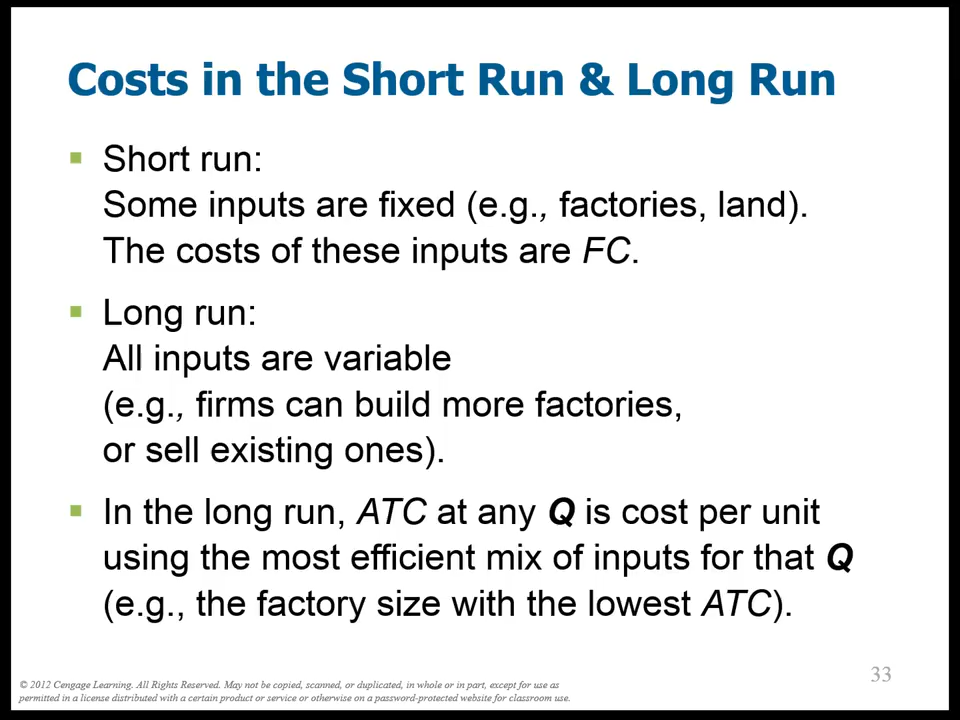 Costs in the Short Run & Long Run
▪ Short run:
Some inputs are fixed (e.g., factories, land).
The costs of these inputs are FC.
▪ Long run:
All inputs are variable
(e.g., firms can build more factories,
or sell existing ones).
▪ In the long run, ATC at any Q is cost per unit
using the most efficient mix of inputs for that Q
(e.g., the factory size with the lowest ATC).
33
© 2012 Cengage Learning. All Rights Reserved. May not be copied, scanned, or duplicated, in whole or in part, except for use as
permitted in a license distributed with a certain product or service or otherwise on a password-protected website for classroom use.